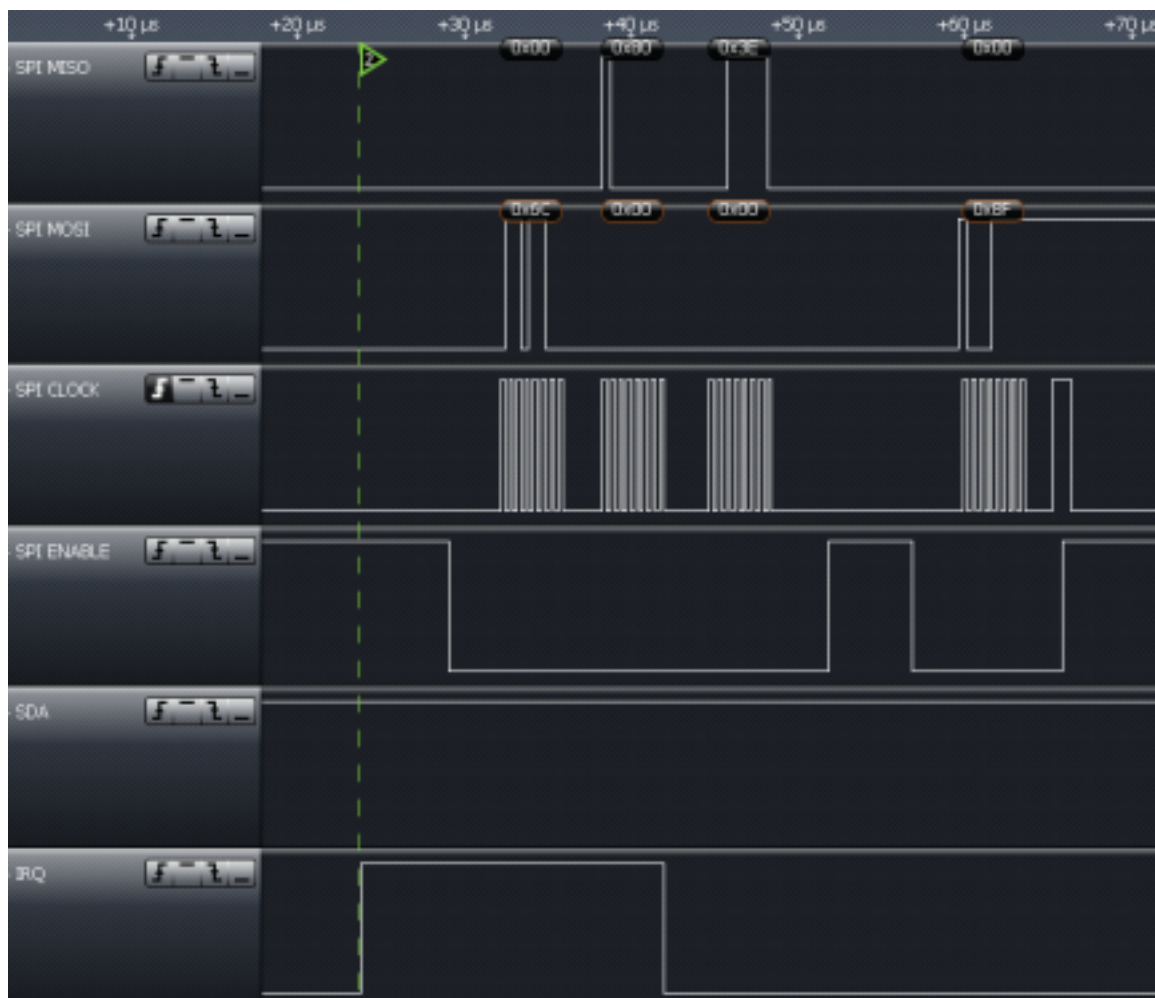 +10 µs +20 µs +30 µs +40 µs +50 µs +60 µs +70 µs
SPI MISO
2
0x00 0x80 0x3E 0x00
SPI MOSI
0x6C 0x00 0x00 0xBF
SPI CLOCK
SPI ENABLE
SDA
IRQ